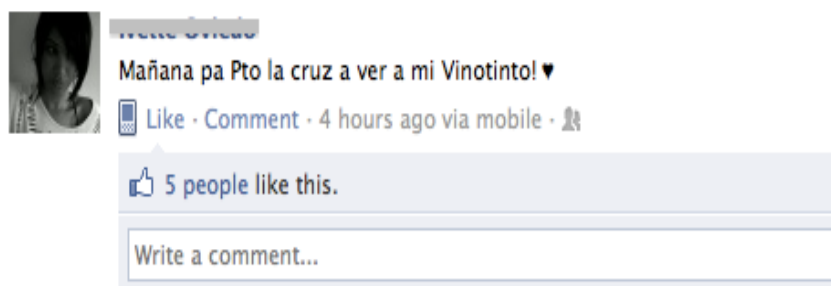 Mañana pa Pto la cruz a ver a mi Vinotinto! ♥
Like · Comment · 4 hours ago via mobile ·
5 people like this.
Write a comment...